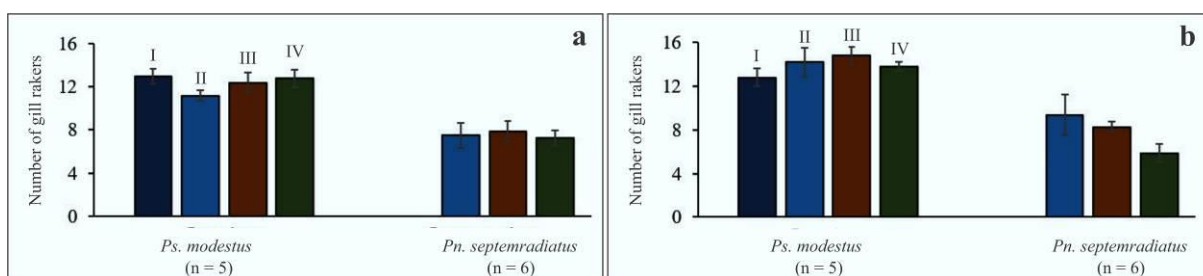 a
16
12
8
4
0
Number of gill rakers
I
II
III
IV
Ps. modestus
(n = 5)
Pn. septemradiatus
(n = 6)
b
16
12
8
4
0
Number of gill rakers
I
II
III
IV
Ps. modestus
(n = 5)
Pn. septemradiatus
(n = 6)